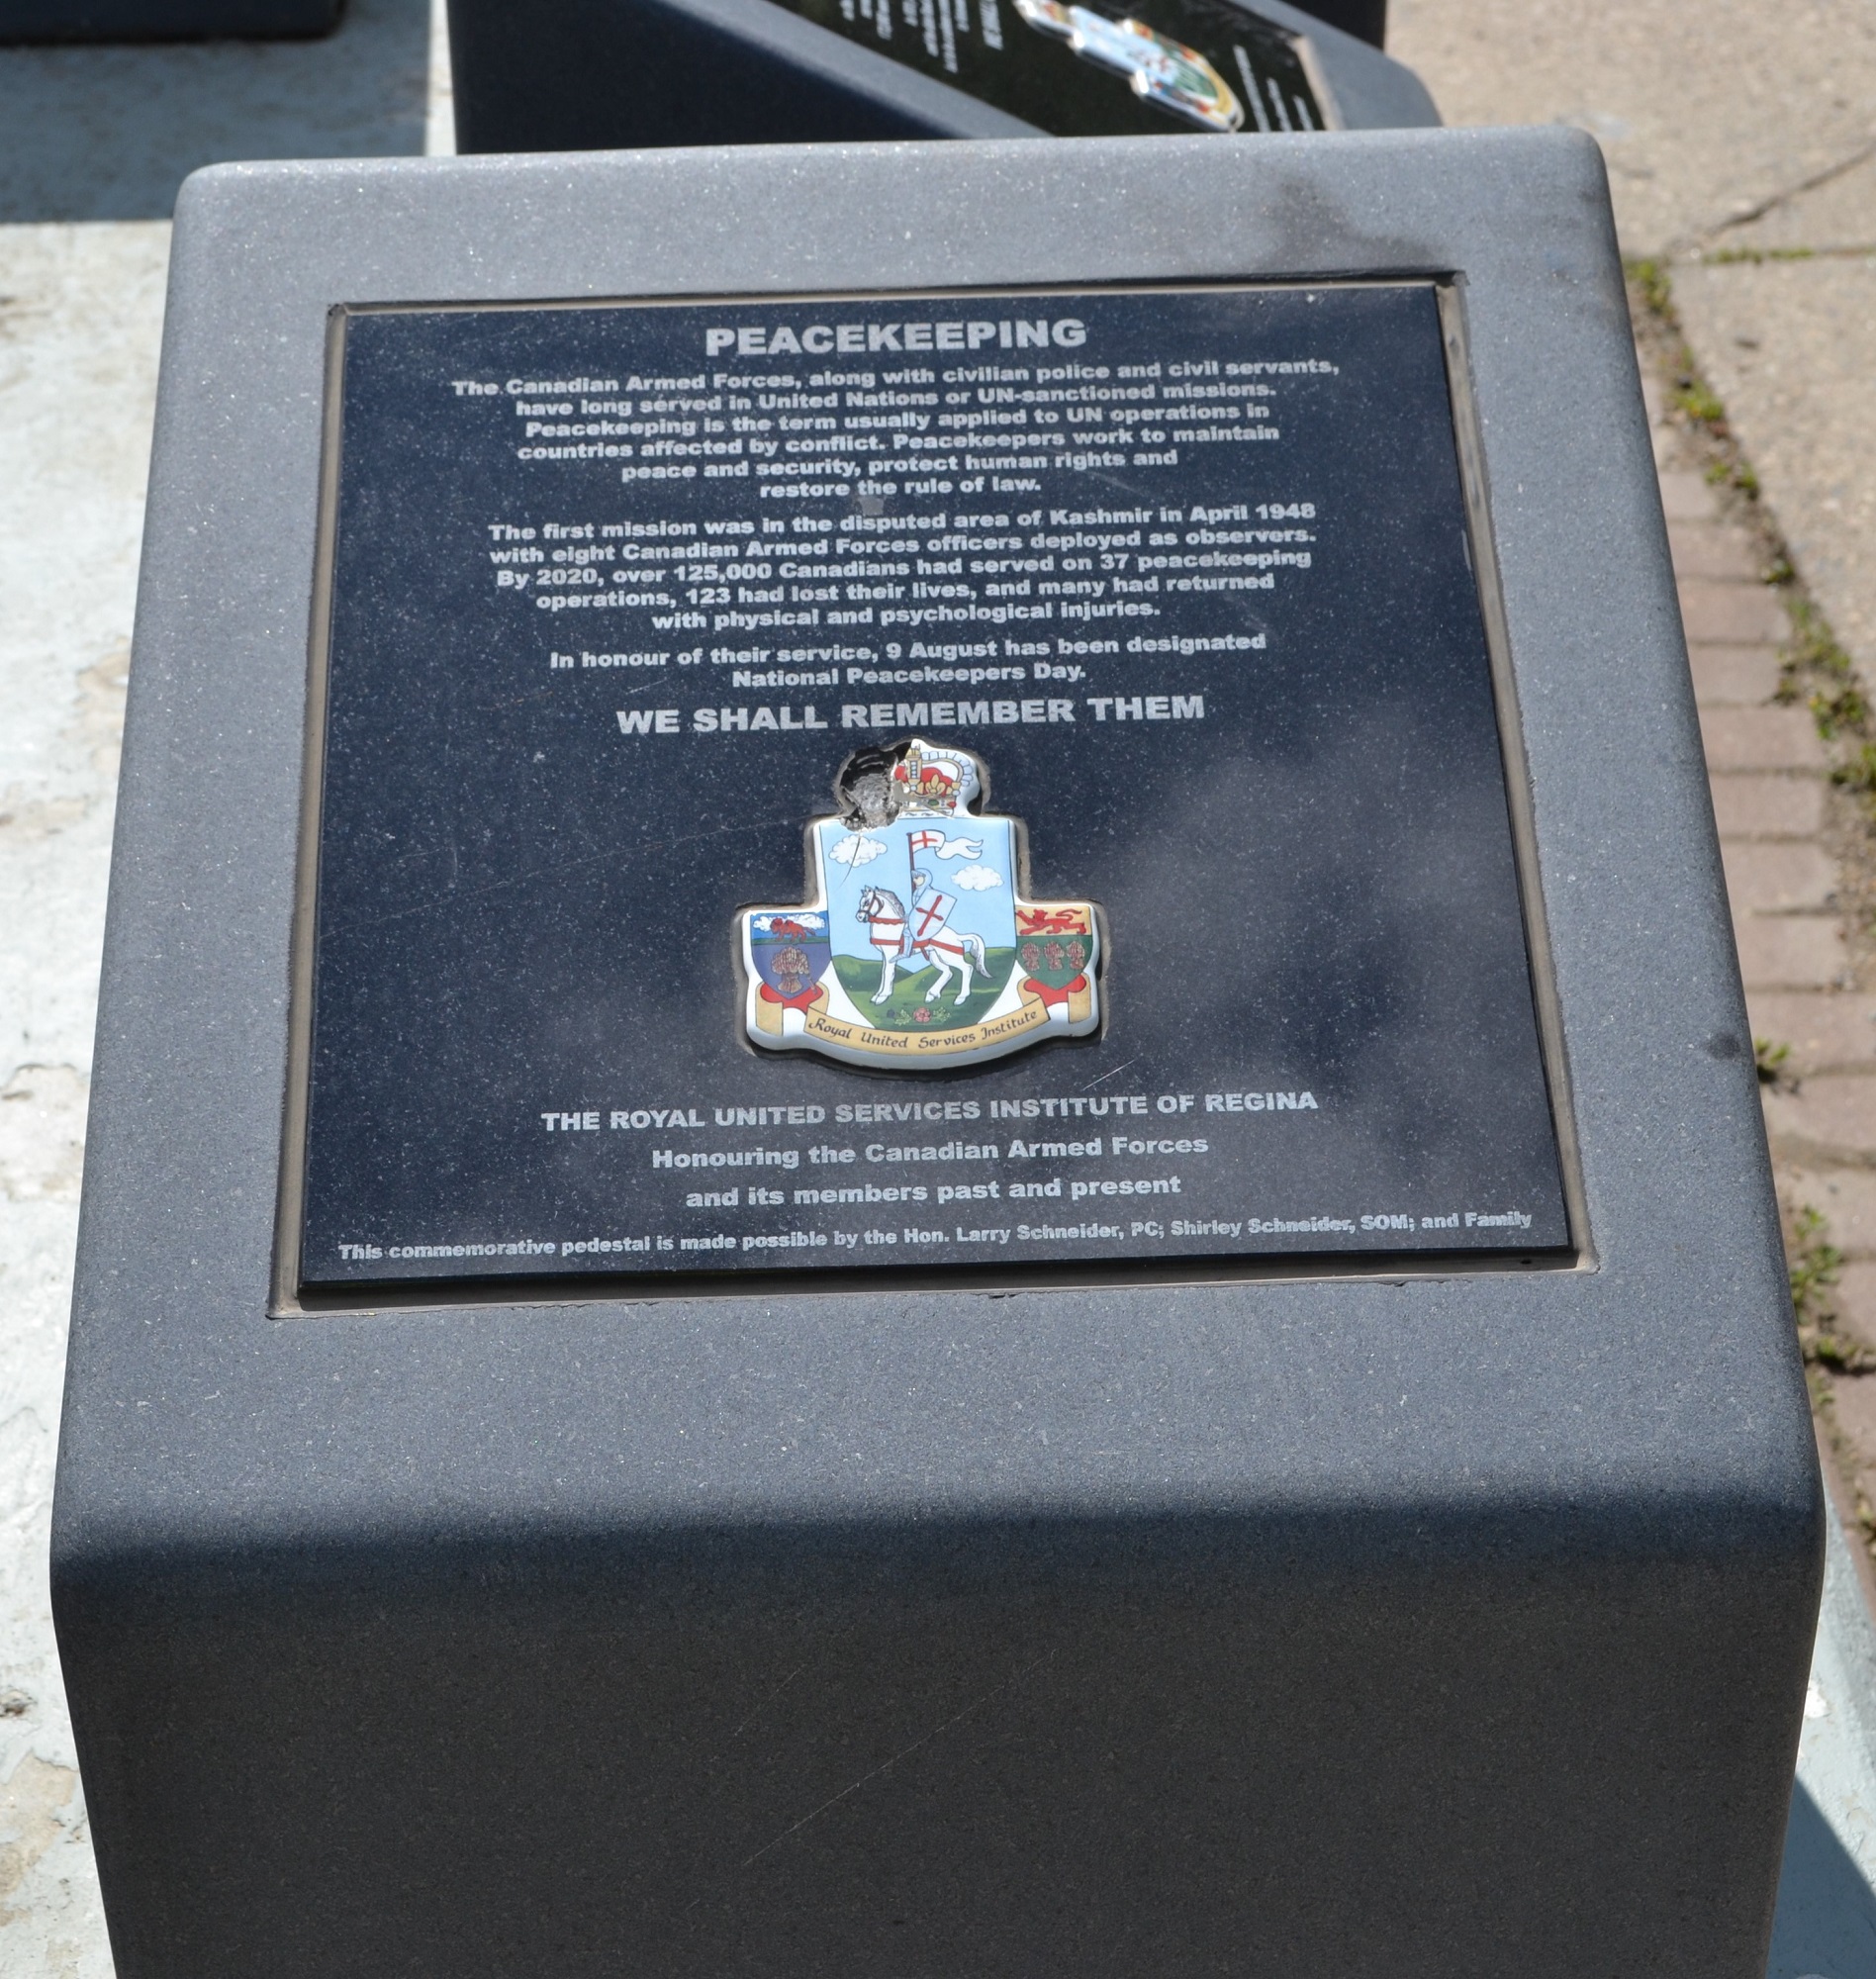 PEACEKEEPING
The Canadian Armed Forces, along with civilian police and civil servants,
have long served in United Nations or UN-sanctioned missions.
Peacekeeping is the term usually applied to UN operations in
countries affected by conflict. Peacekeepers work to maintain
peace and security, protect human rights and
restore the rule of law.
The first mission was in the disputed area of Kashmir in April 1948
with eight Canadian Armed Forces officers deployed as observers.
By 2020, over 125,000 Canadians had served on 37 peacekeeping
operations, 123 had lost their lives, and many had returned
with physical and psychological injuries.
In honour of their service, 9 August has been designated
National Peacekeepers Day.
WE SHALL REMEMBER THEM
Royal United Services Institute
THE ROYAL UNITED SERVICES INSTITUTE OF REGINA
Honouring the Canadian Armed Forces
and its members past and present
This commemorative pedestal is made possible by the Hon. Larry Schneider, PC; Shirley Schneider, SOM; and Family